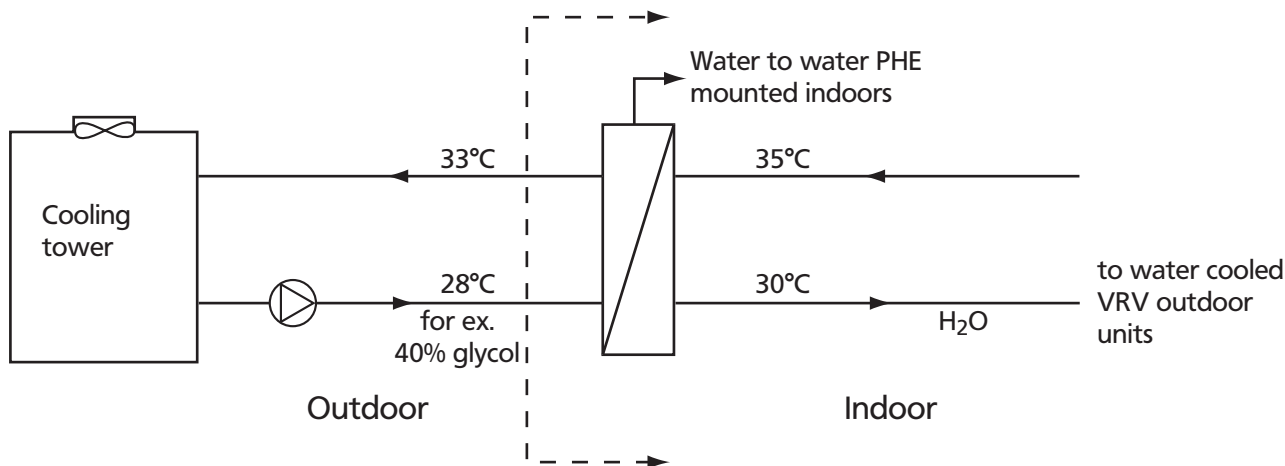 Water to water PHE
mounted indoors
33°C
35°C
Cooling
tower
28°C
30°C
for ex.
40% glycol
H₂O
to water cooled
VRV outdoor
units
Outdoor
Indoor